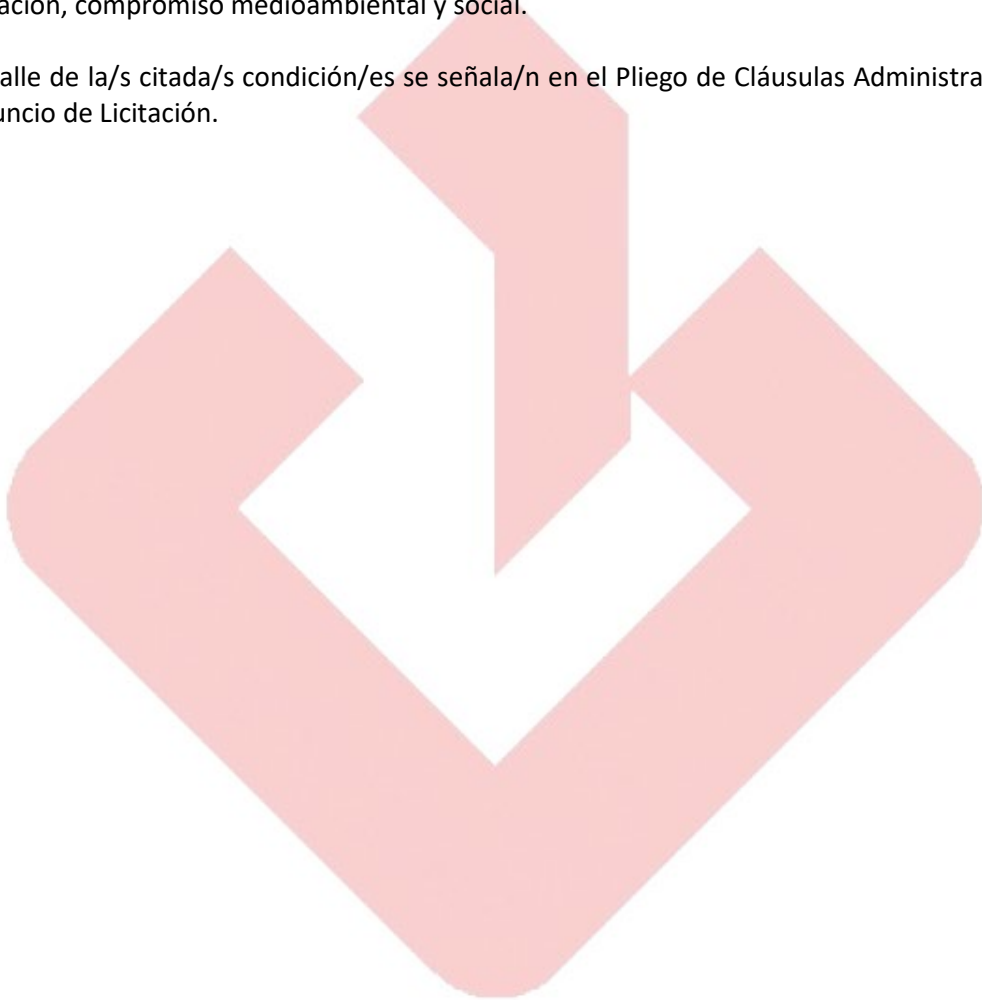 ación, compromiso medioambiental y social.
alle de la/s citada/s condición/es se señala/n en el Pliego de Cláusulas Administra
uncio de Licitación.